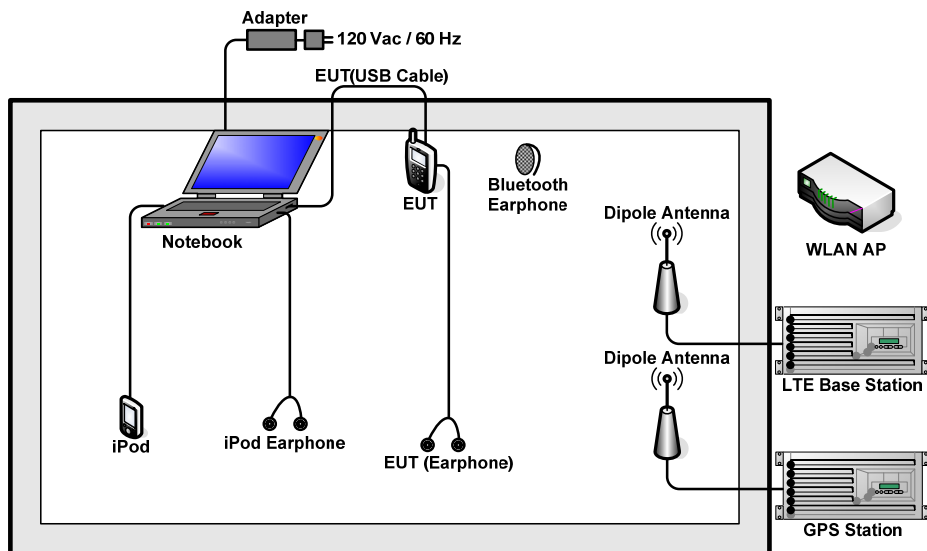 Adapter
120 Vac / 60 Hz
EUT(USB Cable)
EUT
Bluetooth
Earphone
Notebook
Dipole Antenna
WLAN AP
LTE Base Station
Dipole Antenna
iPod
iPod Earphone
EUT (Earphone)
GPS Station